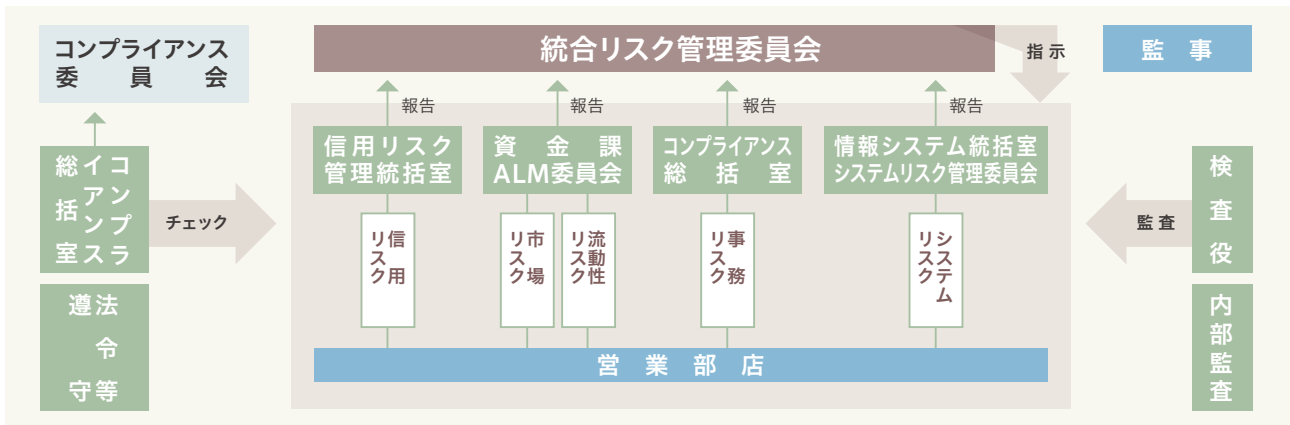 コンプライアンス
委員会
統合リスク管理委員会
指示
監事
報告
報告
報告
報告
コンプラ
イアンス
総括室
チェック
信用リスク
管理統括室
資金課
ALM委員会
コンプライアンス
総括室
情報システム統括室
システムリスク管理委員会
検査役
監査
信用
リスク
市場
リスク
流動性
リスク
事務
リスク
システム
リスク
法令等
遵守
営業部店
内部監査